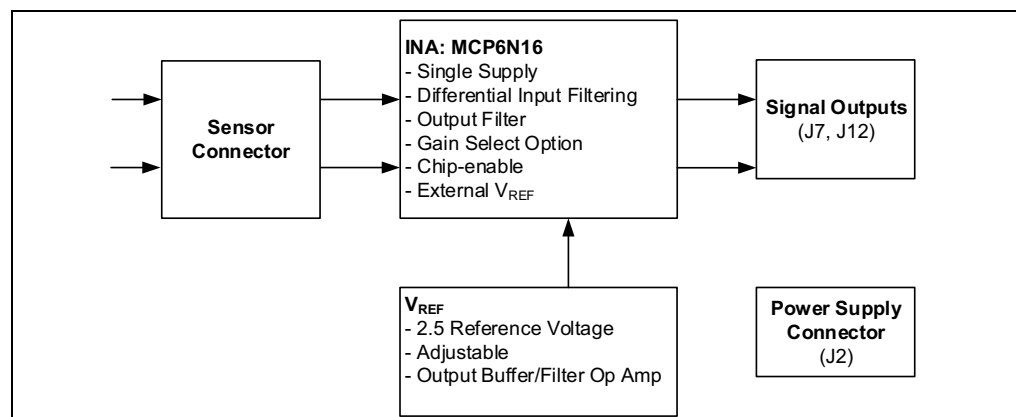 Sensor
Connector
INA: MCP6N16
- Single Supply
- Differential Input Filtering
- Output Filter
- Gain Select Option
- Chip-enable
- External VREF
Signal Outputs
(J7, J12)
VREF
- 2.5 Reference Voltage
- Adjustable
- Output Buffer/Filter Op Amp
Power Supply
Connector
(J2)